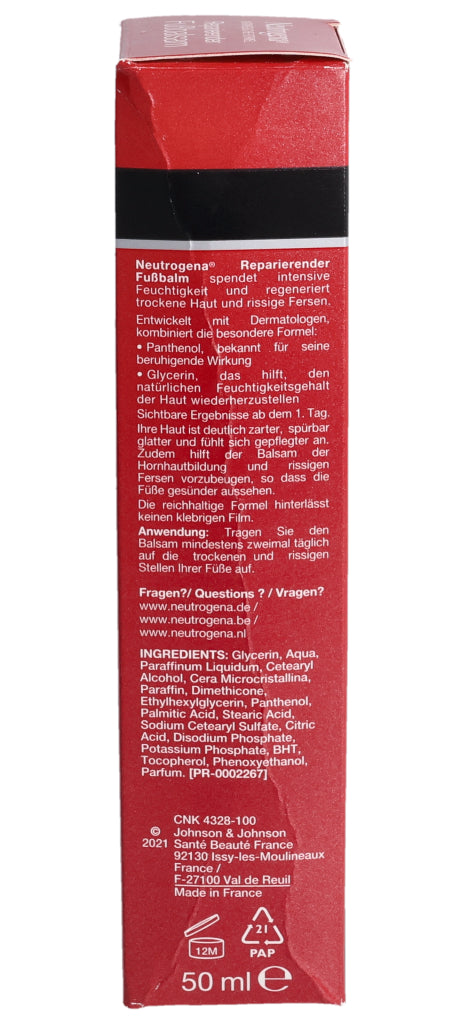 Neutrogena
Reparierender
Fußbalsam
Neutrogena® Reparierender
Fußbalm spendet intensive
Feuchtigkeit und regeneriert
trockene Haut und rissige Fersen.
Entwickelt mit Dermatologen,
kombiniert die besondere Formel:
• Panthenol, bekannt für seine
beruhigende Wirkung
• Glycerin, das hilft, den
natürlichen Feuchtigkeitsgehalt
der Haut wiederherzustellen
Sichtbare Ergebnisse ab dem 1. Tag.
Ihre Haut ist deutlich zarter, spürbar
glatter und fühlt sich gepflegter an.
Zudem hilft der Balsam der
Hornhautbildung und rissigen
Fersen vorzubeugen, so dass die
Füße gesünder aussehen.
Die reichhaltige Formel hinterlässt
keinen klebrigen Film.
Anwendung: Tragen Sie den
Balsam mindestens zweimal täglich
auf die trockenen und rissigen
Stellen Ihrer Füße auf.
Fragen?/ Questions ? / Vragen?
www.neutrogena.de /
www.neutrogena.be /
www.neutrogena.nl
INGREDIENTS: Glycerin, Aqua,
Paraffinum Liquidum, Cetearyl
Alcohol, Cera Microcristallina,
Paraffin, Dimethicone,
Ethylhexylglycerin, Panthenol,
Palmitic Acid, Stearic Acid,
Sodium Cetearyl Sulfate, Citric
Acid, Disodium Phosphate,
Potassium Phosphate, BHT,
Tocopherol, Phenoxyethanol,
Parfum. [PR-0002267]
CNK 4328-100
© Johnson & Johnson
2021 Santé Beauté France
92130 Issy-les-Moulineaux
France /
F-27100 Val de Reuil
Made in France
12M
21
PAP
50 ml ℮